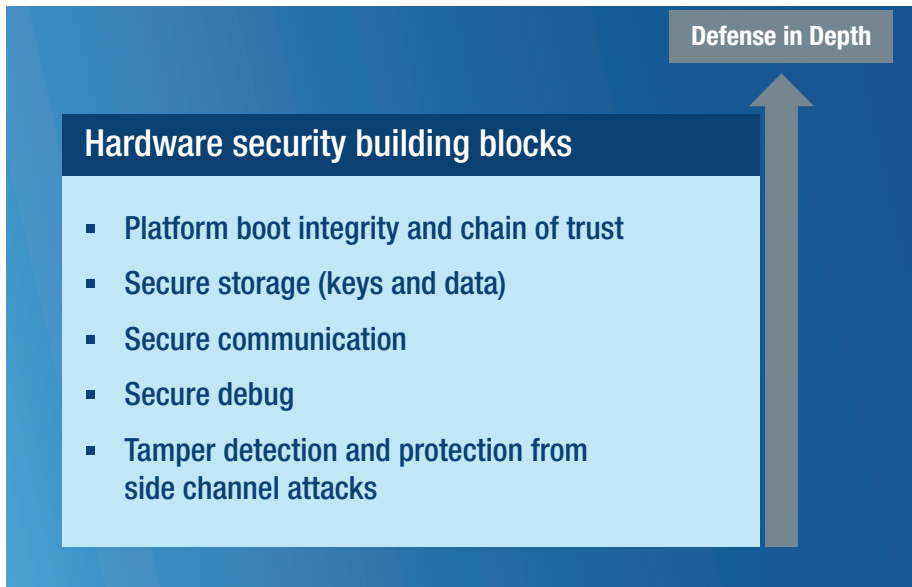 Defense in Depth
Hardware security building blocks
▪ Platform boot integrity and chain of trust
▪ Secure storage (keys and data)
▪ Secure communication
▪ Secure debug
▪ Tamper detection and protection from
side channel attacks